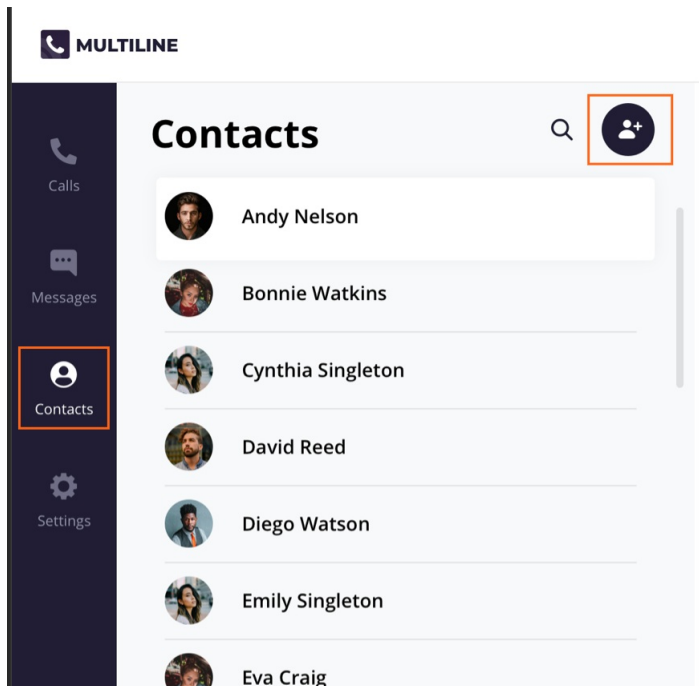 MULTILINE
Calls
Messages
Contacts
Settings
Contacts
Andy Nelson
Bonnie Watkins
Cynthia Singleton
David Reed
Diego Watson
Emily Singleton
Eva Craig